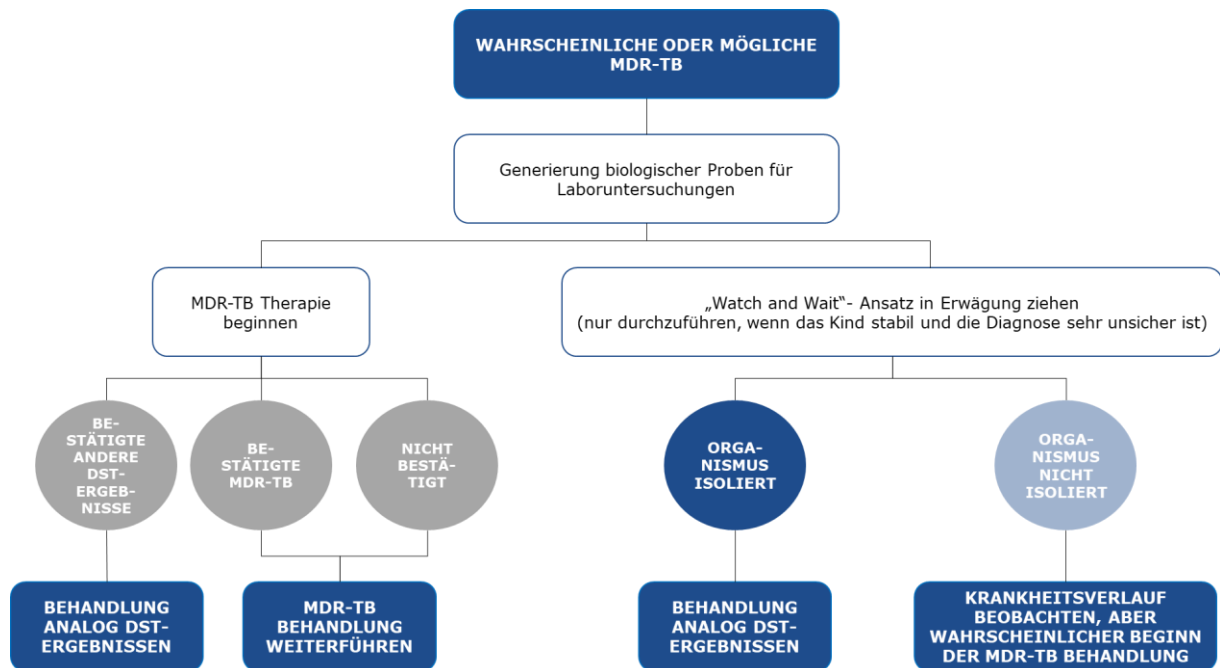 WAHRSCHEINLICHE ODER MÖGLICHE
MDR-TB
Generierung biologischer Proben für
Laboruntersuchungen
MDR-TB Therapie
beginnen
„Watch and Wait“- Ansatz in Erwägung ziehen
(nur durchzuführen, wenn das Kind stabil und die Diagnose sehr unsicher ist)
BE-
STÄTIGTE
ANDERE
DST-
ERGEB-
NISSE
BE-
STÄTIGTE
MDR-TB
NICHT
BESTÄ-
TIGT
ORGA-
NISMUS
ISOLIERT
ORGA-
NISMUS
NICHT
ISOLIERT
BEHANDLUNG
ANALOG DST-
ERGEBNISSEN
MDR-TB
BEHANDLUNG
WEITERFÜHREN
BEHANDLUNG
ANALOG DST-
ERGEBNISSEN
KRANKHEITSVERLAUF
BEOBACHTEN, ABER
WAHRSCHEINLICHER BEGINN
DER MDR-TB BEHANDLUNG